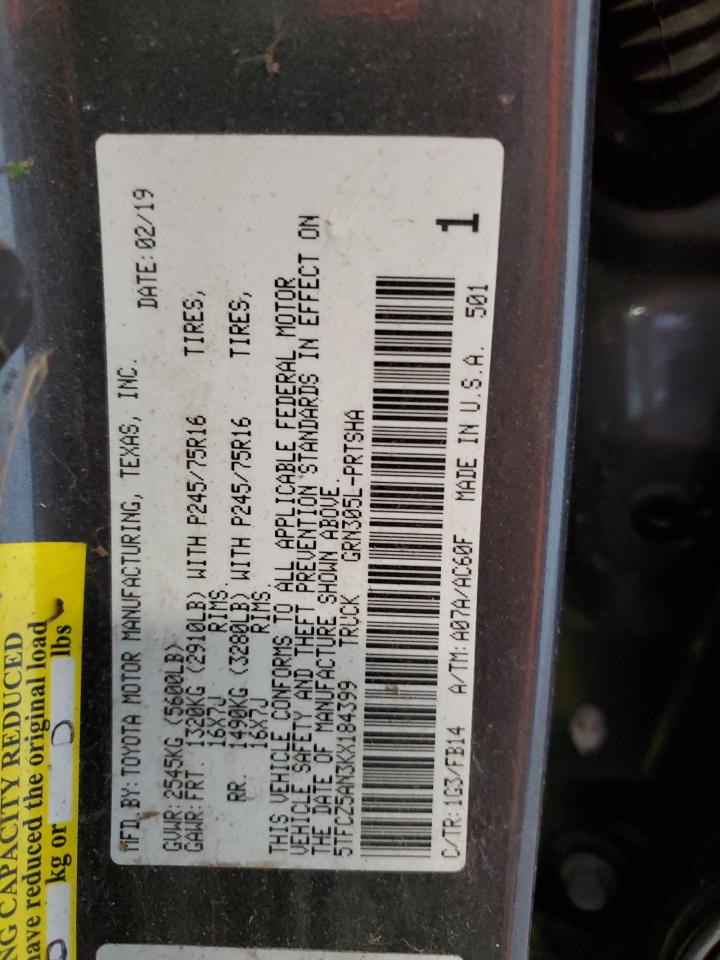 MFD. BY: TOYOTA MOTOR MANUFACTURING, TEXAS, INC. DATE: 02/19
GVWR: 2545KG (5600LB)
GAWR: FRT. 1320KG (2910LB) WITH P245/75R16 TIRES,
16X7J RIMS
RR. 1490KG (3280LB) WITH P245/75R16 TIRES,
16X7J RIMS
THIS VEHICLE CONFORMS TO ALL APPLICABLE FEDERAL MOTOR
VEHICLE SAFETY AND THEFT PREVENTION STANDARDS IN EFFECT ON
THE DATE OF MANUFACTURE SHOWN ABOVE.
5TFCZ5AN3KX184399 TRUCK GRN305L-PRTSHA
1
C/TR: 1G3/FB14 A/TM: A07A/AC60F MADE IN U.S.A. 501
CAPACITY REDUCED
have reduced the original load
kg or lbs